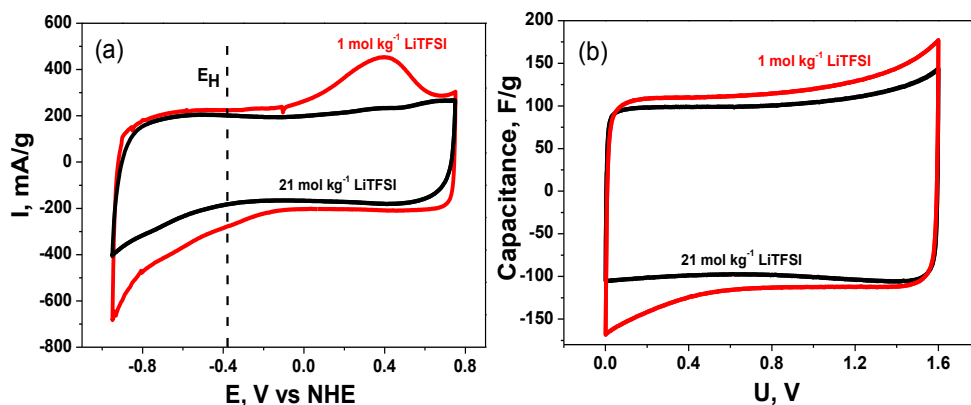 (a)
1 mol kg⁻¹ LiTFSI
E_H
21 mol kg⁻¹ LiTFSI
I, mA/g
600
400
200
0
-200
-400
-600
-800
-0.8
-0.4
0.0
0.4
0.8
E, V vs NHE
(b)
1 mol kg⁻¹ LiTFSI
21 mol kg⁻¹ LiTFSI
Capacitance, F/g
150
100
50
0
-50
-100
-150
0.0
0.4
0.8
1.2
1.6
U, V